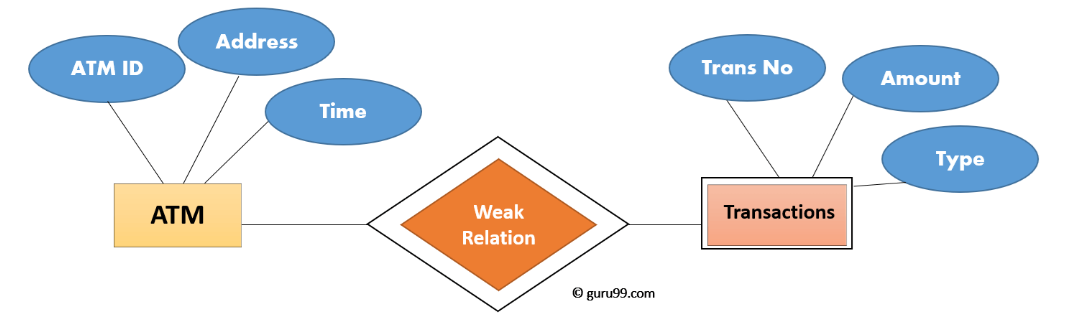 ATM ID
Address
Time
Trans No
Amount
Type
ATM
Weak
Relation
Transactions
© guru99.com